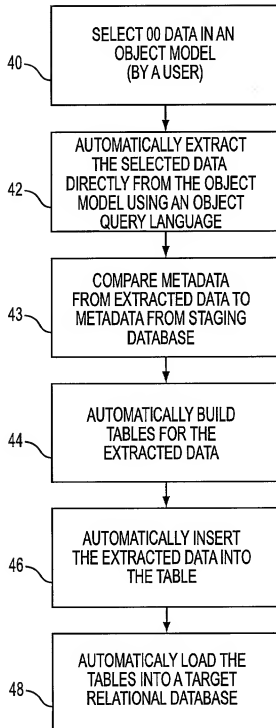 SELECT OO DATA IN AN
OBJECT MODEL
(BY A USER)
40
AUTOMATICALLY EXTRACT
THE SELECTED DATA
DIRECTLY FROM THE OBJECT
MODEL USING AN OBJECT
QUERY LANGUAGE
42
COMPARE METADATA
FROM EXTRACTED DATA TO
METADATA FROM STAGING
DATABASE
43
AUTOMATICALLY BUILD
TABLES FOR THE
EXTRACTED DATA
44
AUTOMATICALLY INSERT
THE EXTRACTED DATA INTO
THE TABLE
46
AUTOMATICALY LOAD THE
TABLES INTO A TARGET
RELATIONAL DATABASE
48